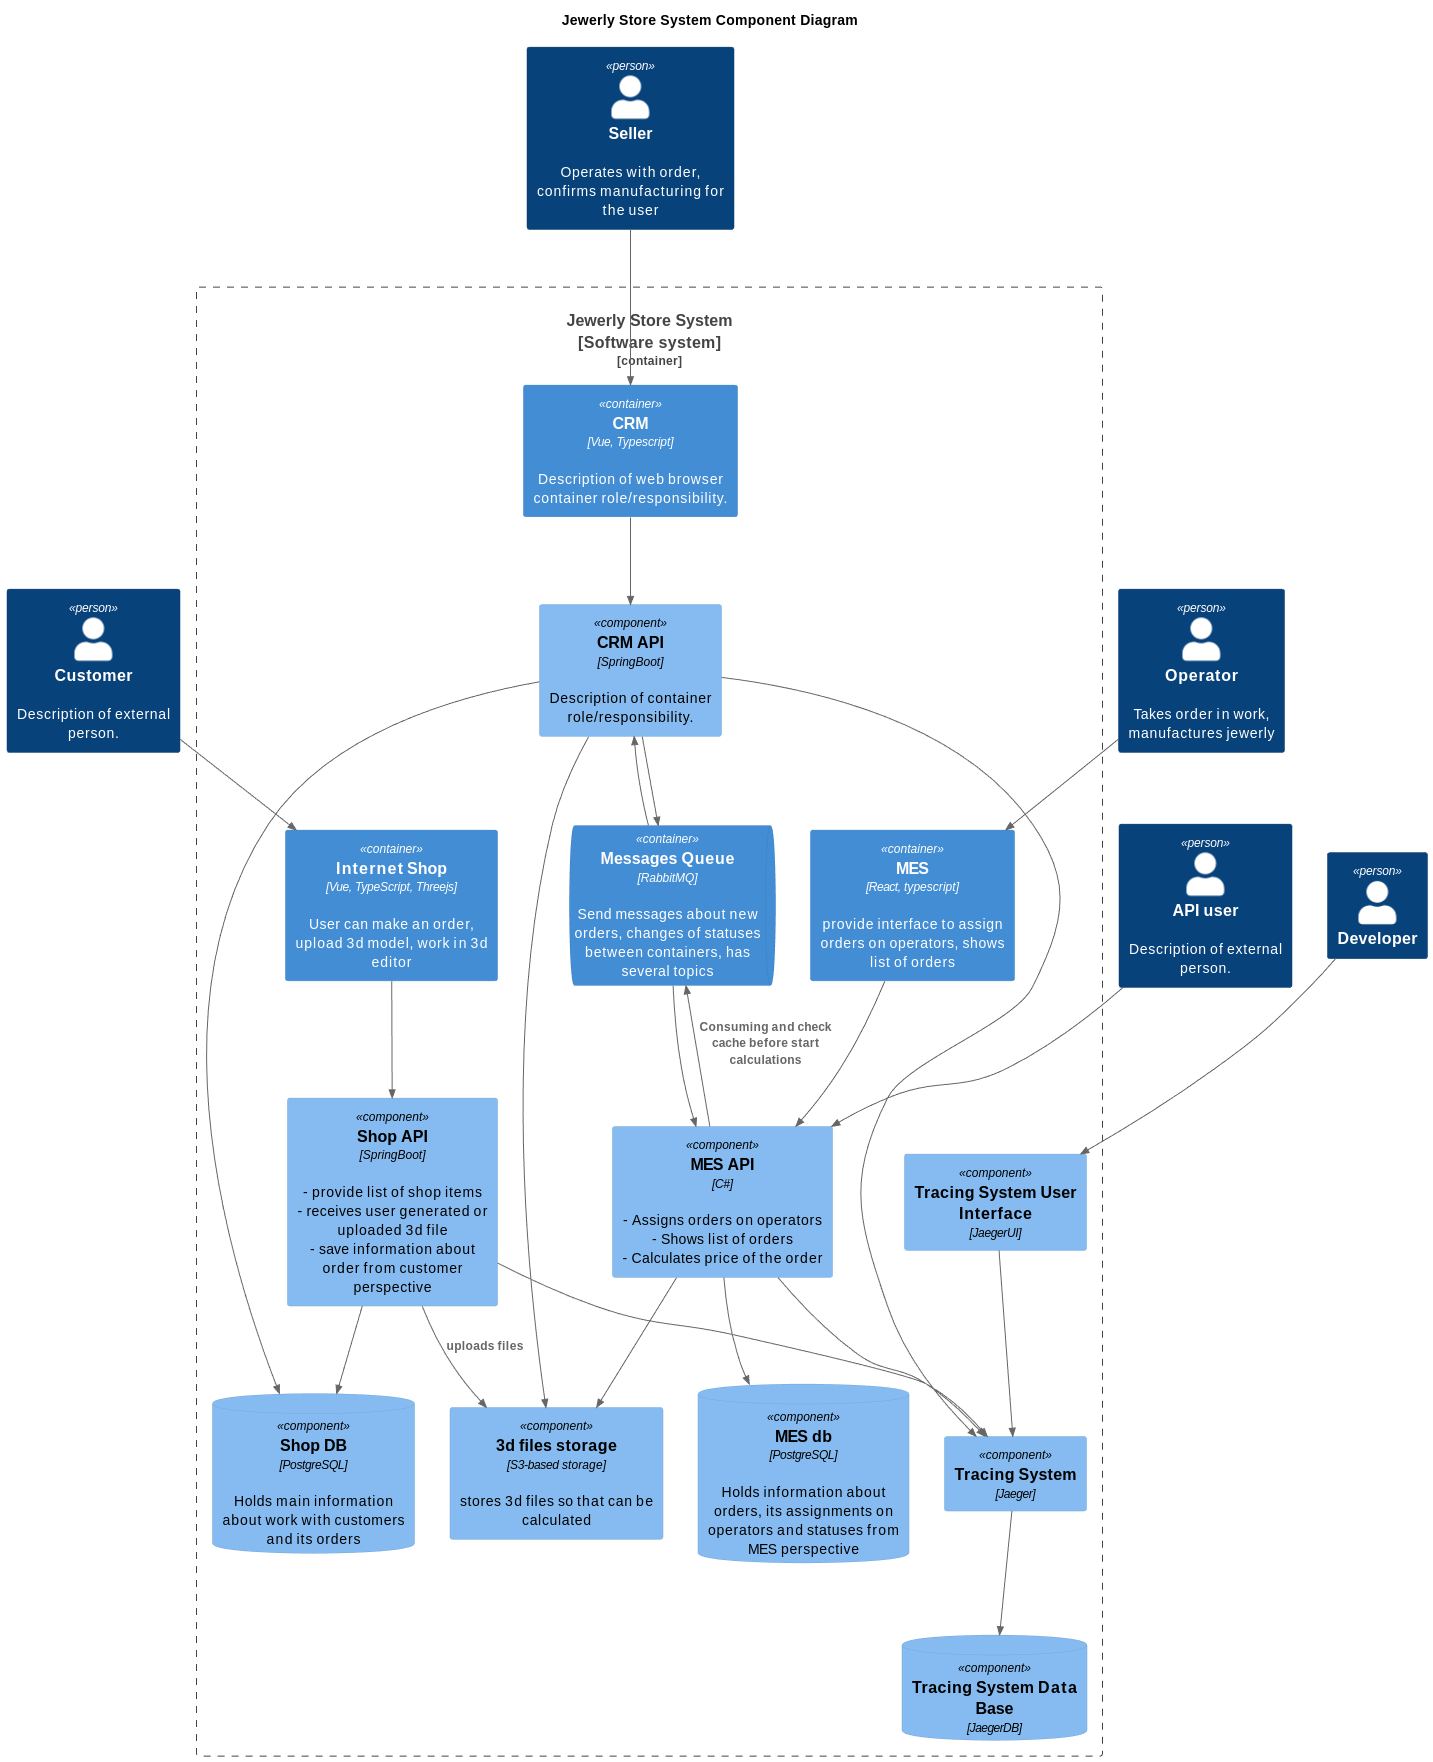 Jewerly Store System Component Diagram
«person»
Seller
Operates with order,
confirms manufacturing for
the user
Jewerly Store System
[Software system]
[container]
«container»
CRM
[Vue, Typescript]
Description of web browser
container role/responsibility.
«person»
Customer
Description of external
person.
«component»
CRM API
[SpringBoot]
Description of container
role/responsibility.
«person»
Operator
Takes order in work,
manufactures jewerly
«container»
Internet Shop
[Vue, TypeScript, Threejs]
User can make an order,
upload 3d model, work in 3d
editor
«container»
Messages Queue
[RabbitMQ]
Send messages about new
orders, changes of statuses
between containers, has
several topics
«container»
MES
[React, typescript]
provide interface to assign
orders on operators, shows
list of orders
«person»
API user
Description of external
person.
«person»
Developer
Consuming and check
cache before start
calculations
«component»
Shop API
[SpringBoot]
- provide list of shop items
- receives user generated or
uploaded 3d file
- save information about
order from customer
perspective
«component»
MES API
[C#]
- Assigns orders on operators
- Shows list of orders
- Calculates price of the order
«component»
Tracing System User
Interface
[JaegerUI]
uploads files
«component»
Shop DB
[PostgreSQL]
Holds main information
about work with customers
and its orders
«component»
3d files storage
[S3-based storage]
stores 3d files so that can be
calculated
«component»
MES db
[PostgreSQL]
Holds information about
orders, its assignments on
operators and statuses from
MES perspective
«component»
Tracing System
[Jaeger]
«component»
Tracing System Data
Base
[JaegerDB]